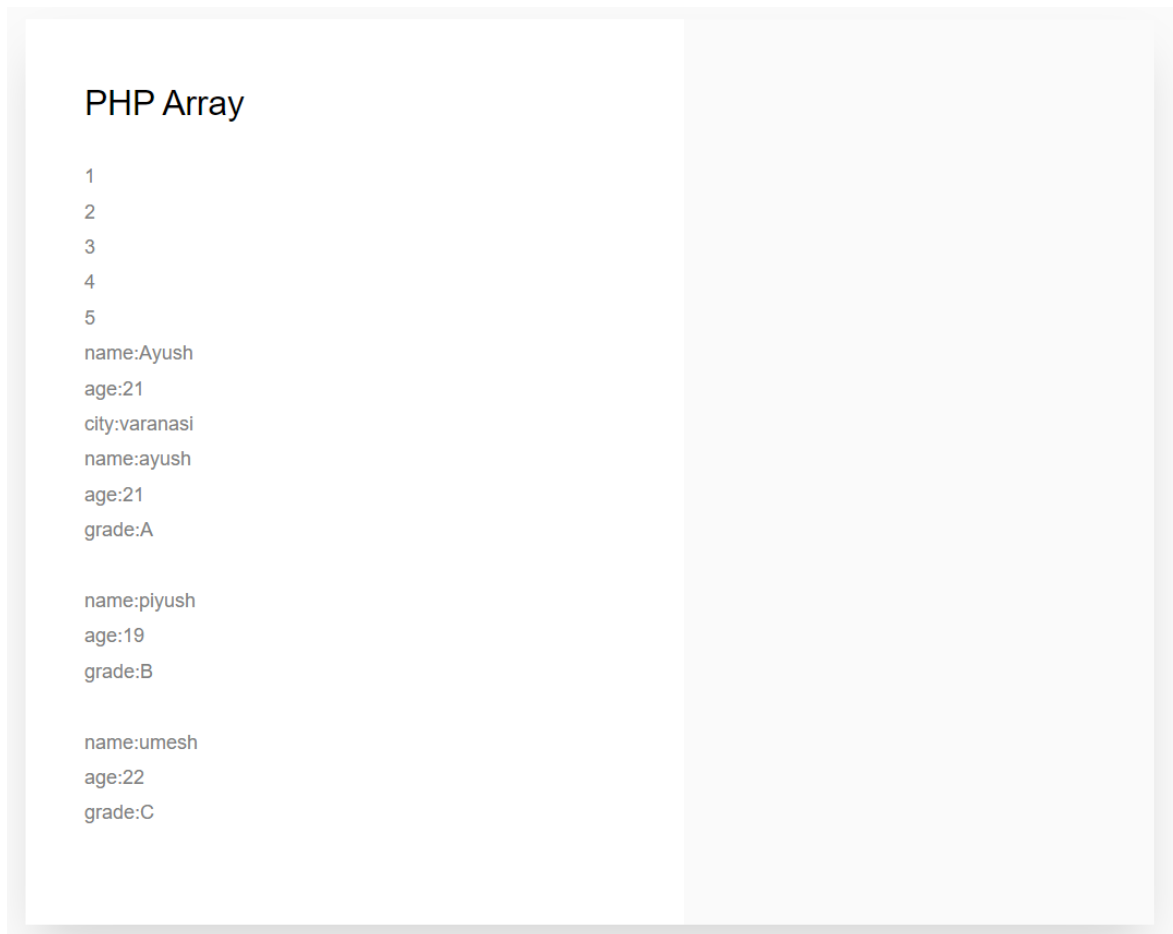 PHP Array
1
2
3
4
5
name:Ayush
age:21
city:varanasi
name:ayush
age:21
grade:A
name:piyush
age:19
grade:B
name:umesh
age:22
grade:C